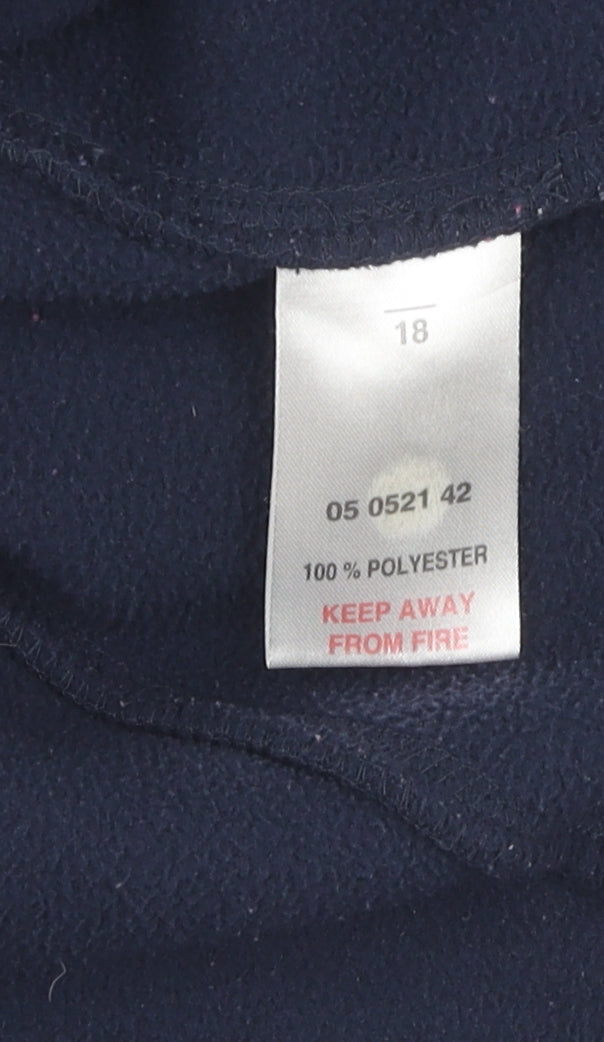 18
05 0521 42
100 % POLYESTER
KEEP AWAY
FROM FIRE